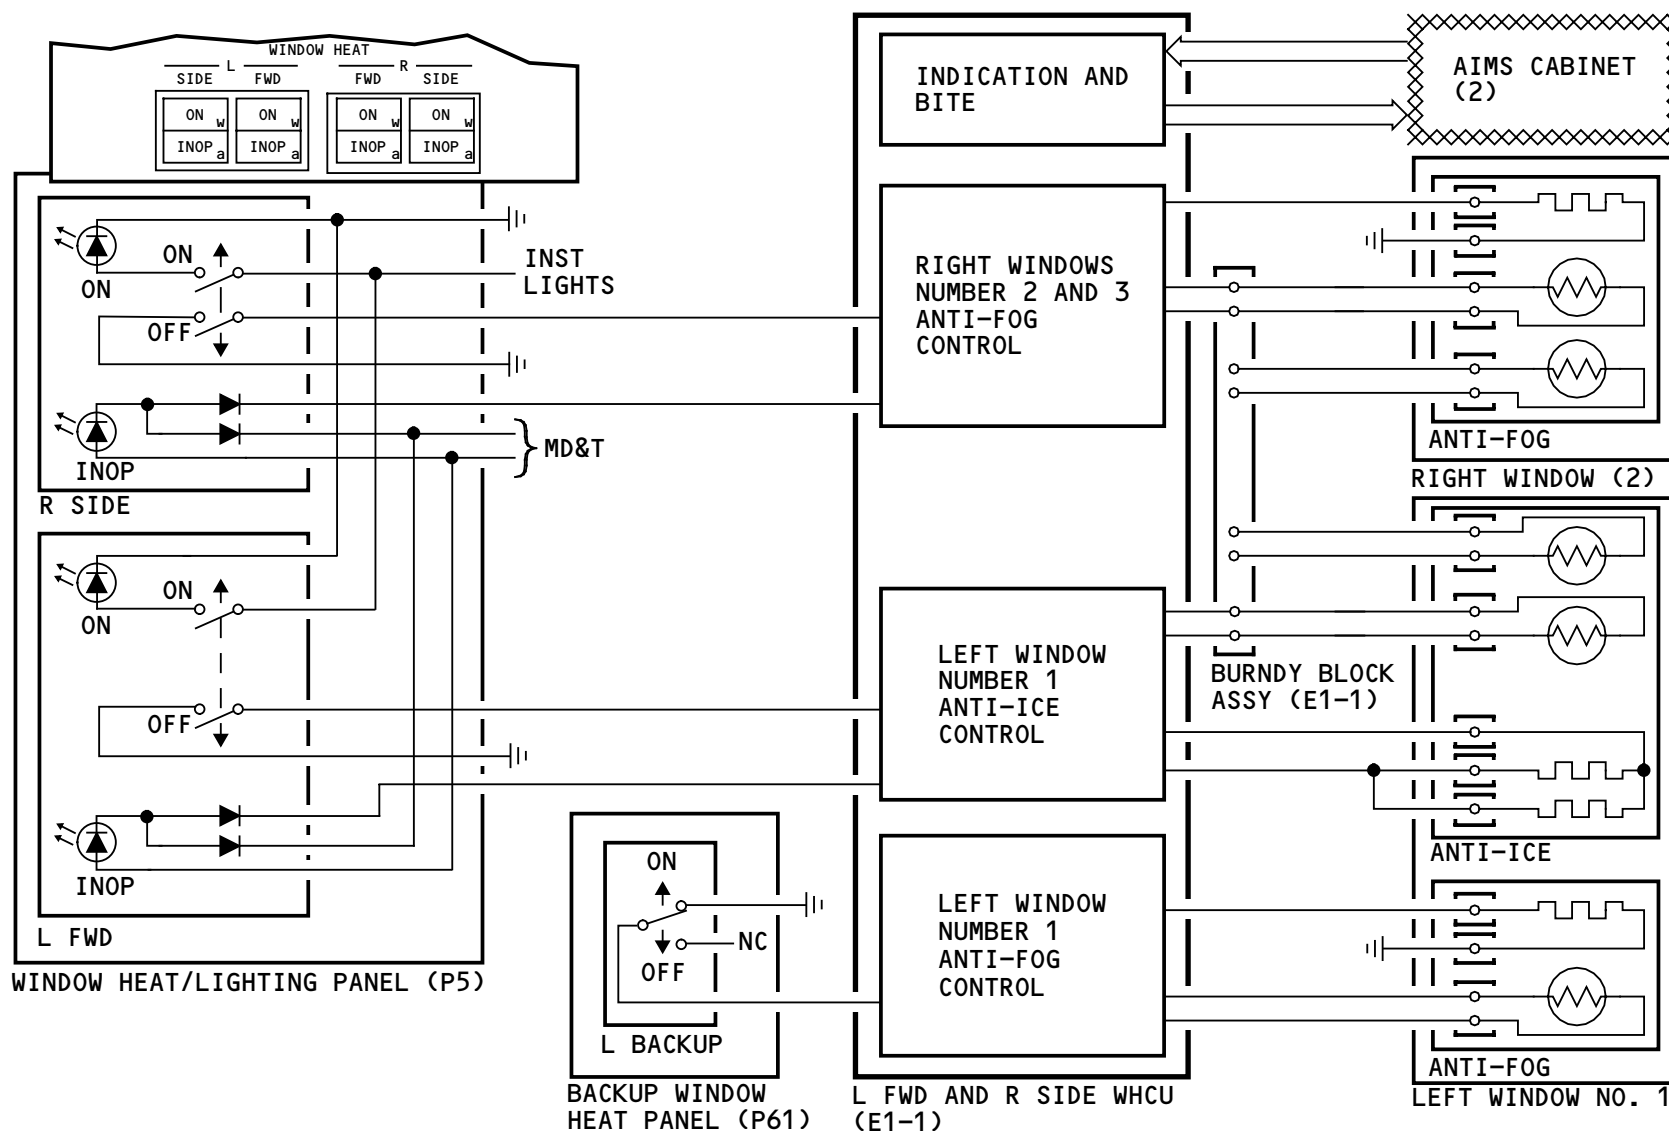 WINDOW HEAT
L R
SIDE FWD FWD SIDE
ON w ON w ON w ON w
INOP a INOP a INOP a INOP a
ON
ON
OFF
INOP
R SIDE
INST
LIGHTS
MD&T
ON
ON
OFF
INOP
L FWD
WINDOW HEAT/LIGHTING PANEL (P5)
ON
NC
OFF
L BACKUP
BACKUP WINDOW
HEAT PANEL (P61)
INDICATION AND
BITE
RIGHT WINDOWS
NUMBER 2 AND 3
ANTI-FOG
CONTROL
LEFT WINDOW
NUMBER 1
ANTI-ICE
CONTROL
LEFT WINDOW
NUMBER 1
ANTI-FOG
CONTROL
L FWD AND R SIDE WHCU
(E1-1)
BURNDY BLOCK
ASSY (E1-1)
AIMS CABINET
(2)
ANTI-FOG
RIGHT WINDOW (2)
ANTI-ICE
ANTI-FOG
LEFT WINDOW NO. 1